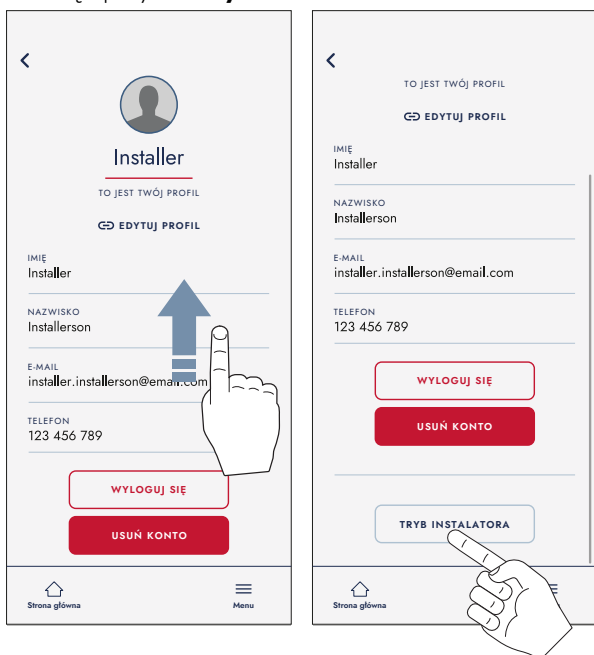 Installer
TO JEST TWÓJ PROFIL
EDYTUJ PROFIL
IMIĘ
Installer
NAZWISKO
Installerson
E-MAIL
installer.installerson@email.com
TELEFON
123 456 789
WYLOGUJ SIĘ
USUŃ KONTO
Strona główna
Menu
TO JEST TWÓJ PROFIL
EDYTUJ PROFIL
IMIĘ
Installer
NAZWISKO
Installerson
E-MAIL
installer.installerson@email.com
TELEFON
123 456 789
WYLOGUJ SIĘ
USUŃ KONTO
TRYB INSTALATORA
Strona główna